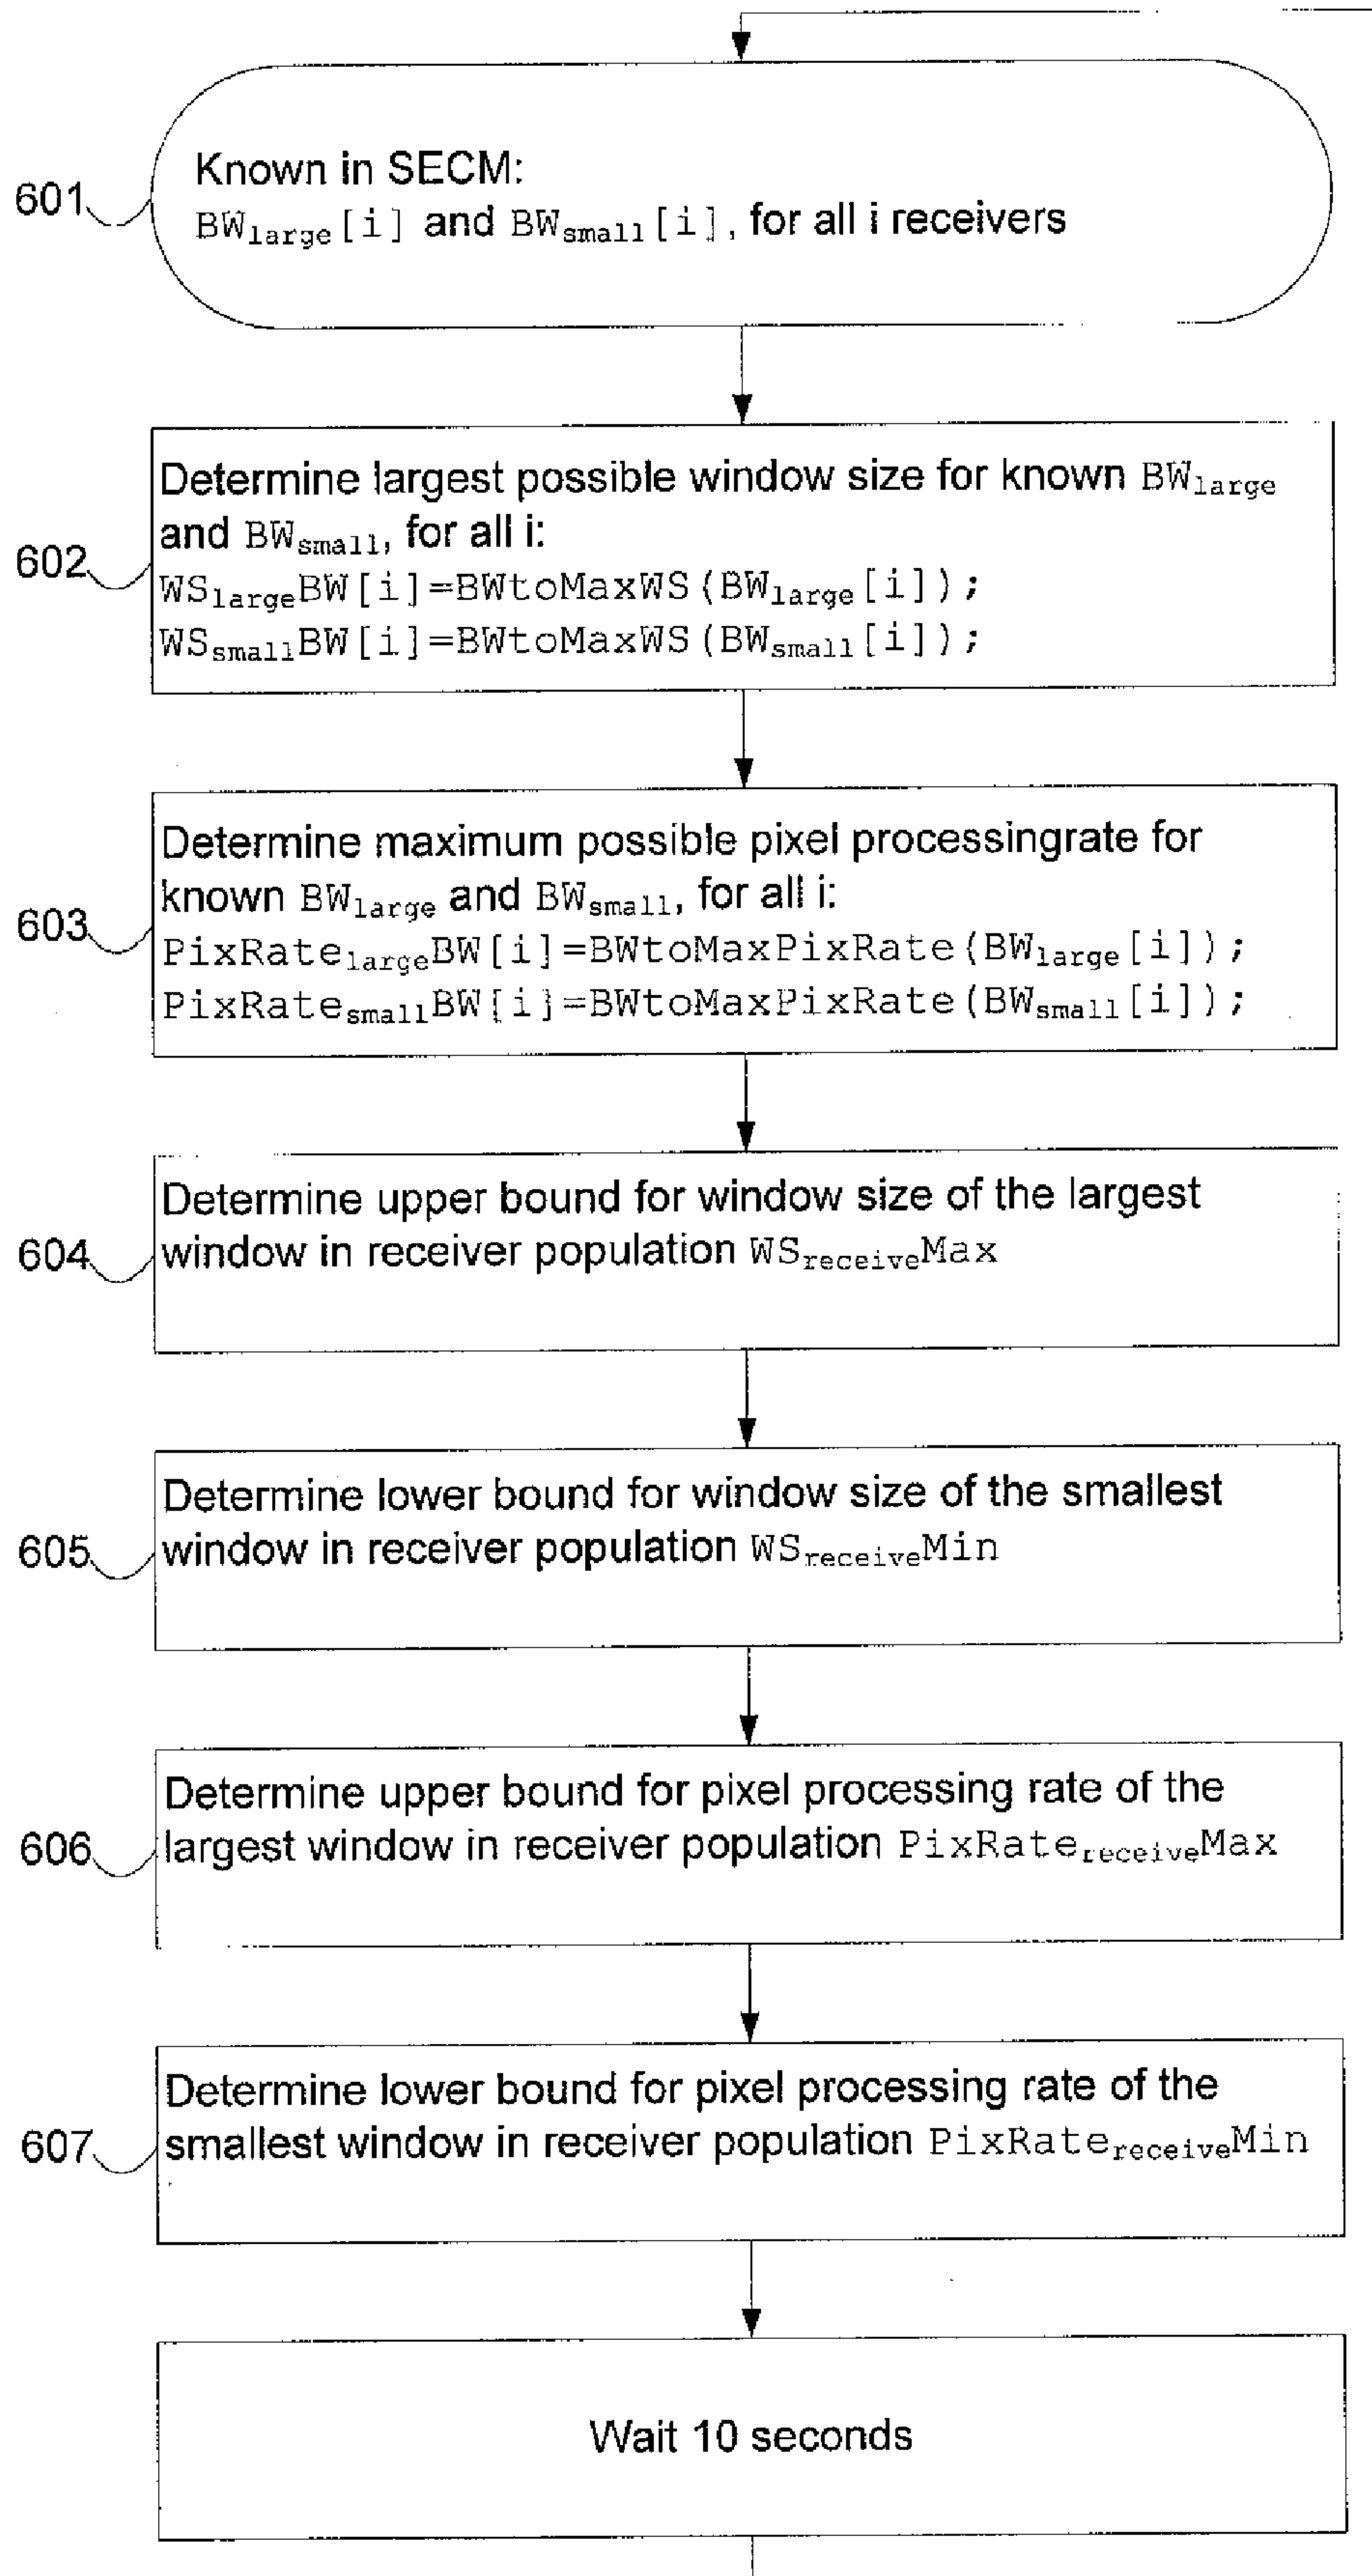 601
Known in SECM:
BWlarge[i] and BWsmall[i], for all i receivers
602
Determine largest possible window size for known BWlarge
and BWsmall, for all i:
WSlargeBW[i]=BWtoMaxWS(BWlarge[i]);
WSsmallBW[i]=BWtoMaxWS(BWsmall[i]);
603
Determine maximum possible pixel processingrate for
known BWlarge and BWsmall, for all i:
PixRatelargeBW[i]=BWtoMaxPixRate(BWlarge[i]);
PixRatesmallBW[i]=BWtoMaxPixRate(BWsmall[i]);
604
Determine upper bound for window size of the largest
window in receiver population WSreceiveMax
605
Determine lower bound for window size of the smallest
window in receiver population WSreceiveMin
606
Determine upper bound for pixel processing rate of the
largest window in receiver population PixRatereceiveMax
607
Determine lower bound for pixel processing rate of the
smallest window in receiver population PixRatereceiveMin
Wait 10 seconds